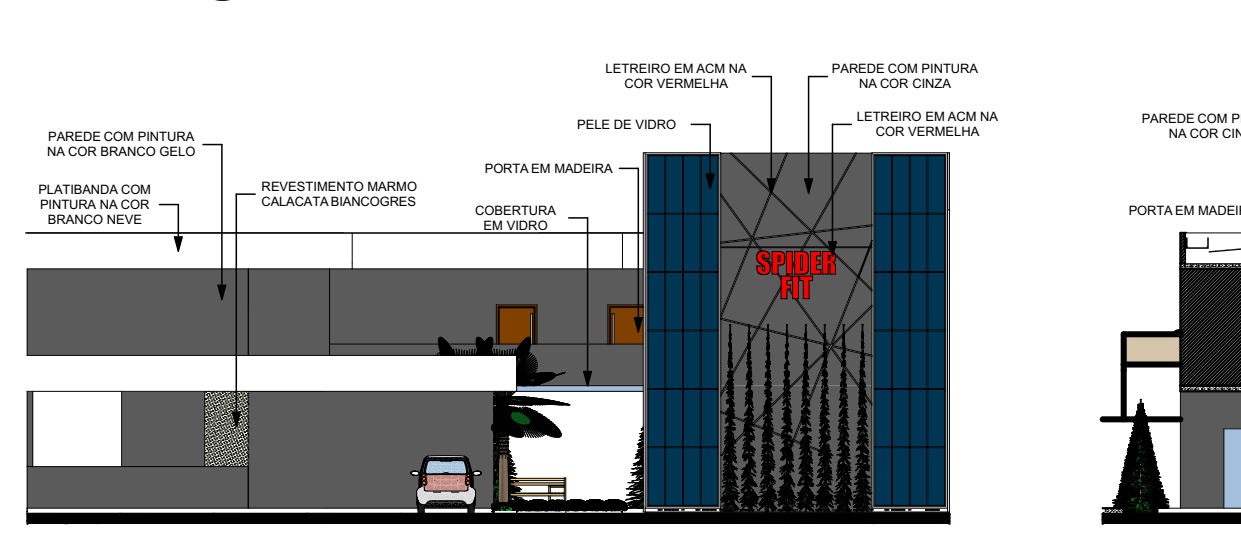 LETREIRO EM ACM NA
COR VERMELHA
PAREDE COM PINTURA
NA COR CINZA
PELE DE VIDRO
LETREIRO EM ACM NA
COR VERMELHA
PAREDE COM PINTURA
NA COR BRANCO GELO
PORTA EM MADEIRA
PLATIBANDA COM
PINTURA NA COR
BRANCO NEVE
REVESTIMENTO MARMO
CALACATA BIANCOGRES
COBERTURA
EM VIDRO
SPIDER
FIT
PAREDE COM
NA COR
PORTA EM